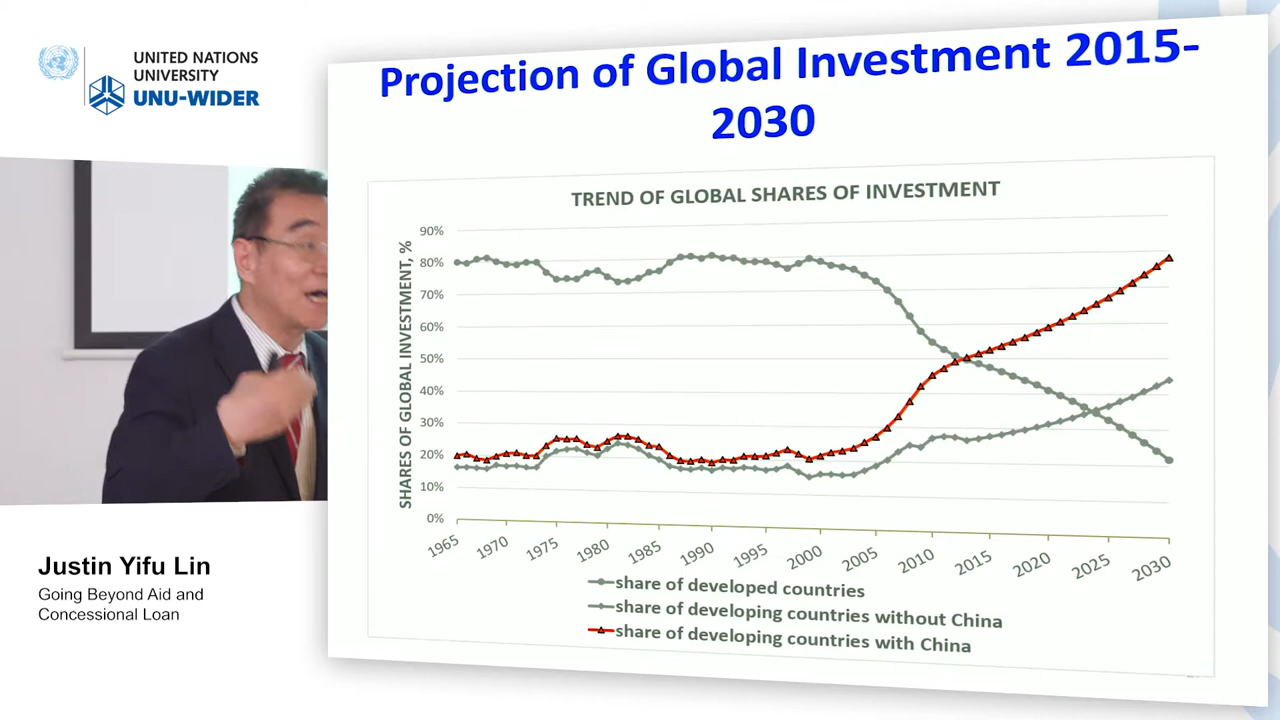 UNITED NATIONS
UNIVERSITY
UNU-WIDER
Projection of Global Investment 2015-
2030
TREND OF GLOBAL SHARES OF INVESTMENT
SHARES OF GLOBAL INVESTMENT, %
90%
80%
70%
60%
50%
40%
30%
20%
10%
0%
1965
1970
1975
1980
1985
1990
1995
2000
2005
2010
2015
2020
2025
2030
share of developed countries
share of developing countries without China
share of developing countries with China
Justin Yifu Lin
Going Beyond Aid and
Concessional Loan